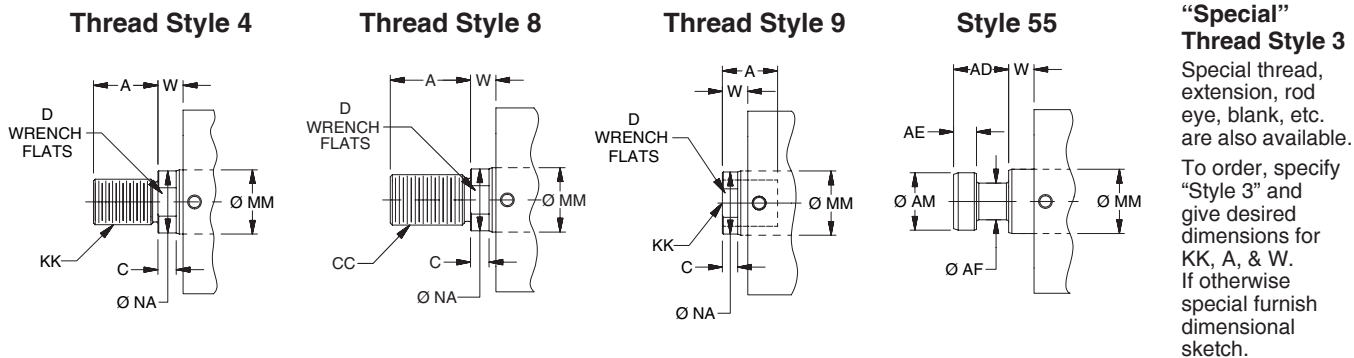 Thread Style 4
A
W
D
WRENCH
FLATS
Ø MM
KK
C
Ø NA
Thread Style 8
A
W
D
WRENCH
FLATS
Ø MM
CC
C
Ø NA
Thread Style 9
A
W
D
WRENCH
FLATS
Ø MM
KK
C
Ø NA
Style 55
AD
W
AE
Ø AM
Ø MM
Ø AF
“Special”
Thread Style 3
Special thread,
extension, rod
eye, blank, etc.
are also available.
To order, specify
“Style 3” and
give desired
dimensions for
KK, A, & W.
If otherwise
special furnish
dimensional
sketch.